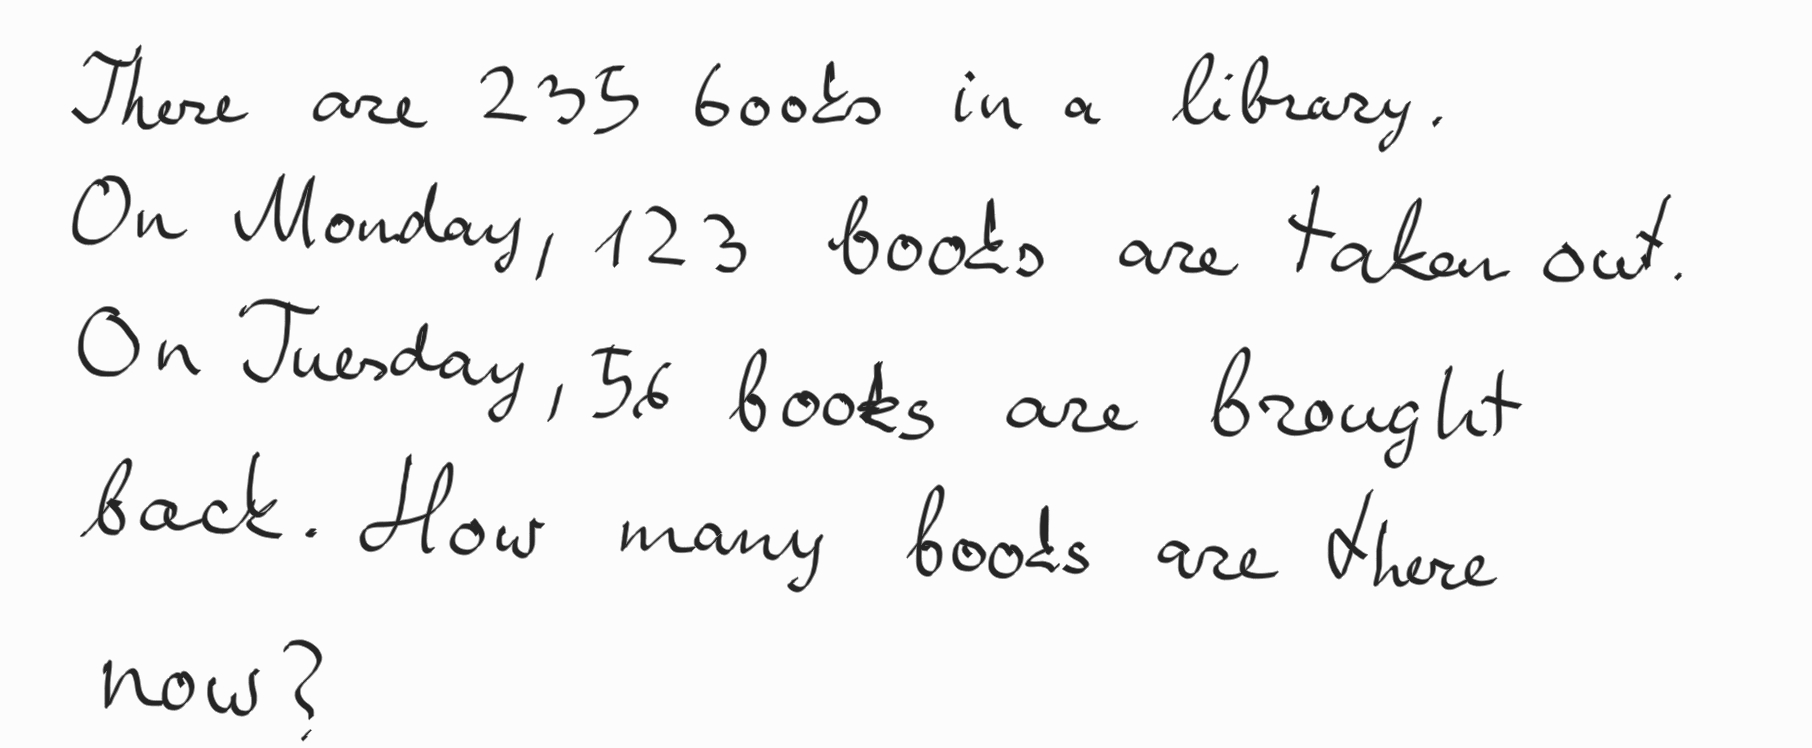 There are 235 books in a library.
On Monday, 123 books are taken out.
On Tuesday, 56 books are brought
back. How many books are there
now?